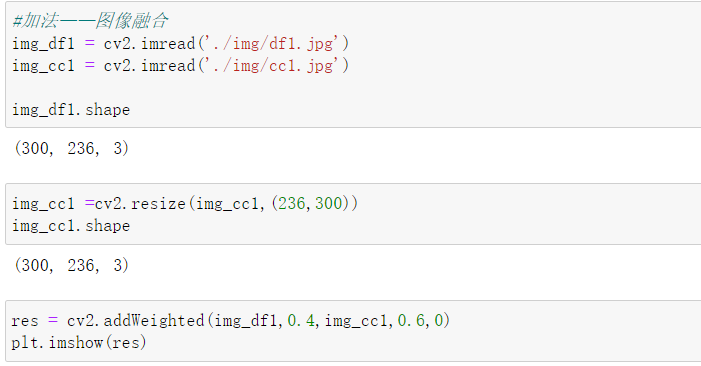 #加法——图像融合
img_df1 = cv2.imread('./img/df1.jpg')
img_cc1 = cv2.imread('./img/cc1.jpg')
img_df1.shape
(300, 236, 3)
img_cc1 =cv2.resize(img_cc1,(236,300))
img_cc1.shape
(300, 236, 3)
res = cv2.addWeighted(img_df1,0.4,img_cc1,0.6,0)
plt.imshow(res)